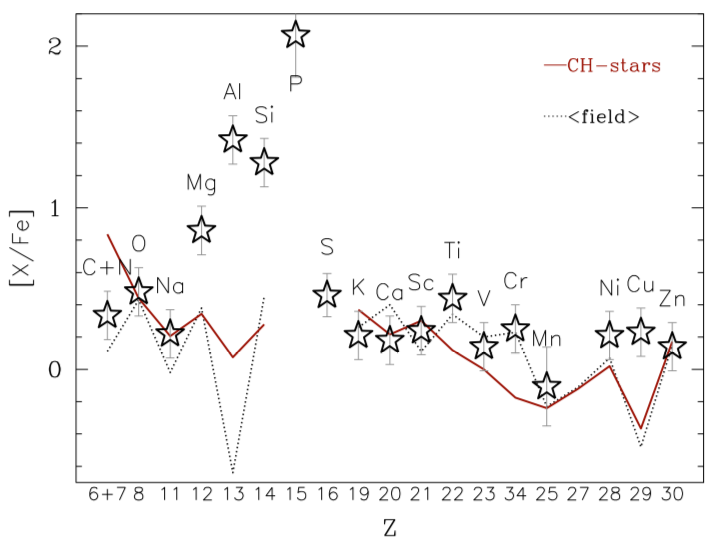 2
1
0
[X/Fe]
CH-stars
<field>
C+N
O
Na
Mg
Al
Si
P
S
K
Ca
Sc
Ti
V
Cr
Mn
Ni
Cu
Zn
6+7 8 11 12 13 14 15 16 19 20 21 22 23 34 25 27 28 29 30
Z